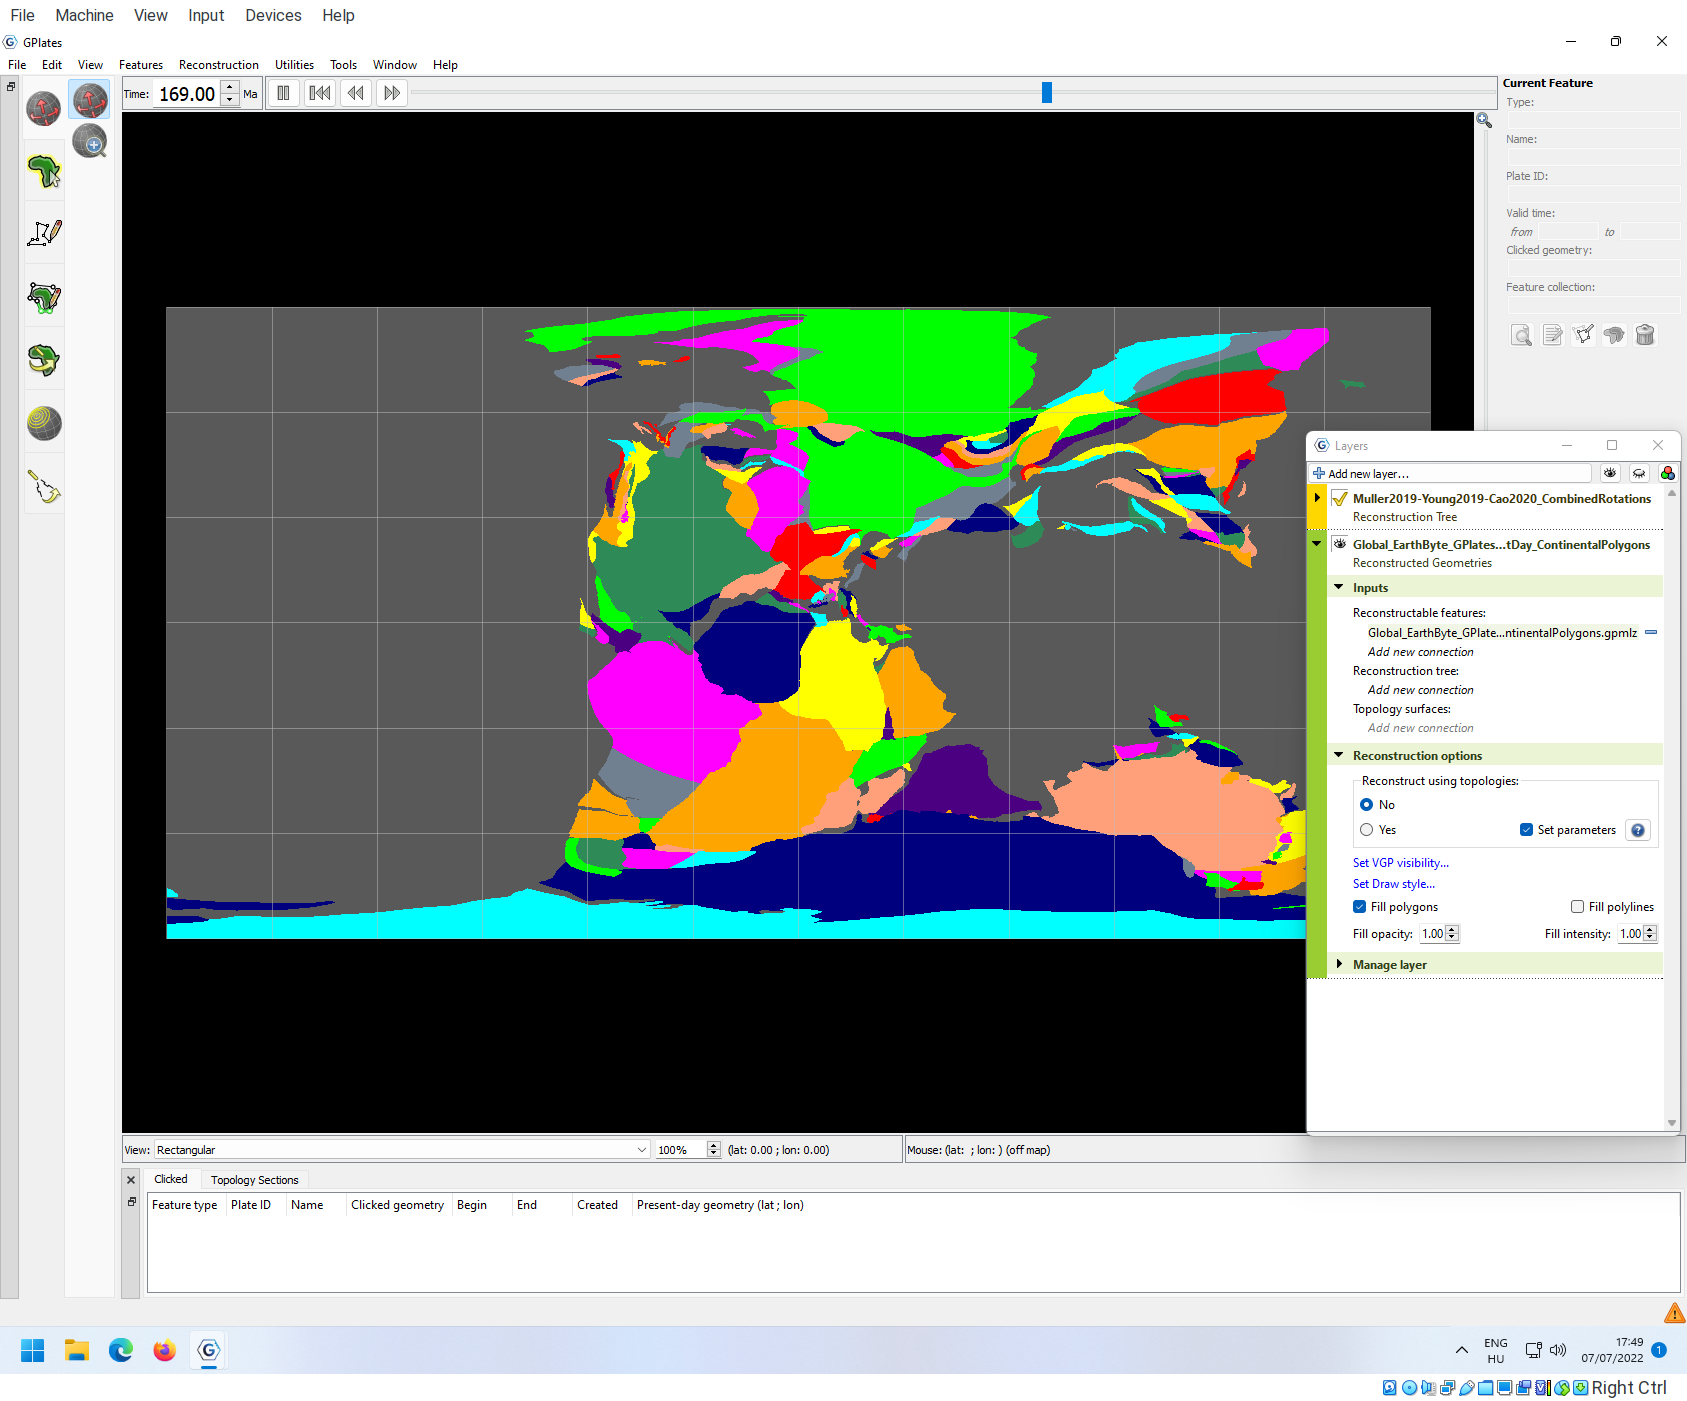 File Machine View Input Devices Help
GPlates
File Edit View Features Reconstruction Utilities Tools Window Help
Time: 169.00 Ma
Current Feature
Type:
Name:
Plate ID:
Valid time:
from to
Clicked geometry:
Feature collection:
Layers
Add new layer...
Muller2019-Young2019-Cao2020_CombinedRotations
Reconstruction Tree
Global_EarthByte_GPlates...tDay_ContinentalPolygons
Reconstructed Geometries
Inputs
Reconstructable features:
Global_EarthByte_GPlate...ntinentalPolygons.gpmlz
Add new connection
Reconstruction tree:
Add new connection
Topology surfaces:
Add new connection
Reconstruction options
Reconstruct using topologies:
No
Yes Set parameters
Set VGP visibility...
Set Draw style...
Fill polygons Fill polylines
Fill opacity: 1.00 Fill intensity: 1.00
Manage layer
View: Rectangular 100% (lat: 0.00 ; lon: 0.00) Mouse: (lat: ; lon: ) (off map)
Clicked Topology Sections
Feature type Plate ID Name Clicked geometry Begin End Created Present-day geometry (lat ; lon)
ENG 17:49
HU 07/07/2022 1
Right Ctrl